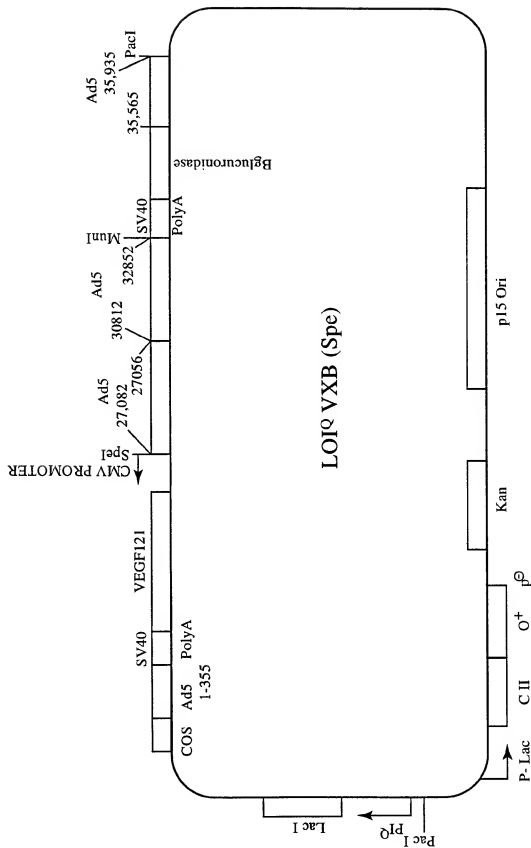 COS
Ad5
1-355
SV40
PolyA
VEGF121
CMV PROMOTER
SpeI
27,082
Ad5
27056
30812
Ad5
32852
MunI
SV40
PolyA
Bglucuronidase
35,565
Ad5
35,935
PacI
LOI^Q VXB (Spe)
Lac I
PI^Q
Pac I
P- Lac
C II
O⁺
p^⊖
Kan
p15 Ori